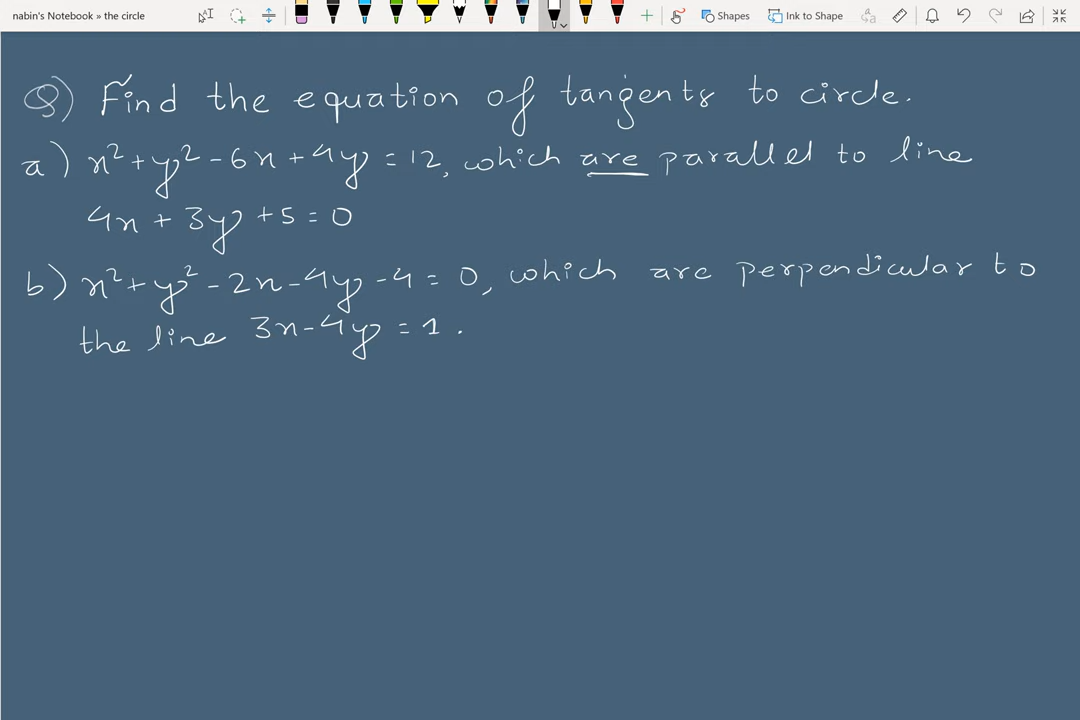 nabin's Notebook » the circle
Shapes
Ink to Shape
Q) Find the equation of tangents to circle.
a) x² + y² - 6x + 4y = 12, which are parallel to line
4x + 3y + 5 = 0
b) x² + y² - 2x - 4y - 4 = 0, which are perpendicular to
the line 3x - 4y = 1.